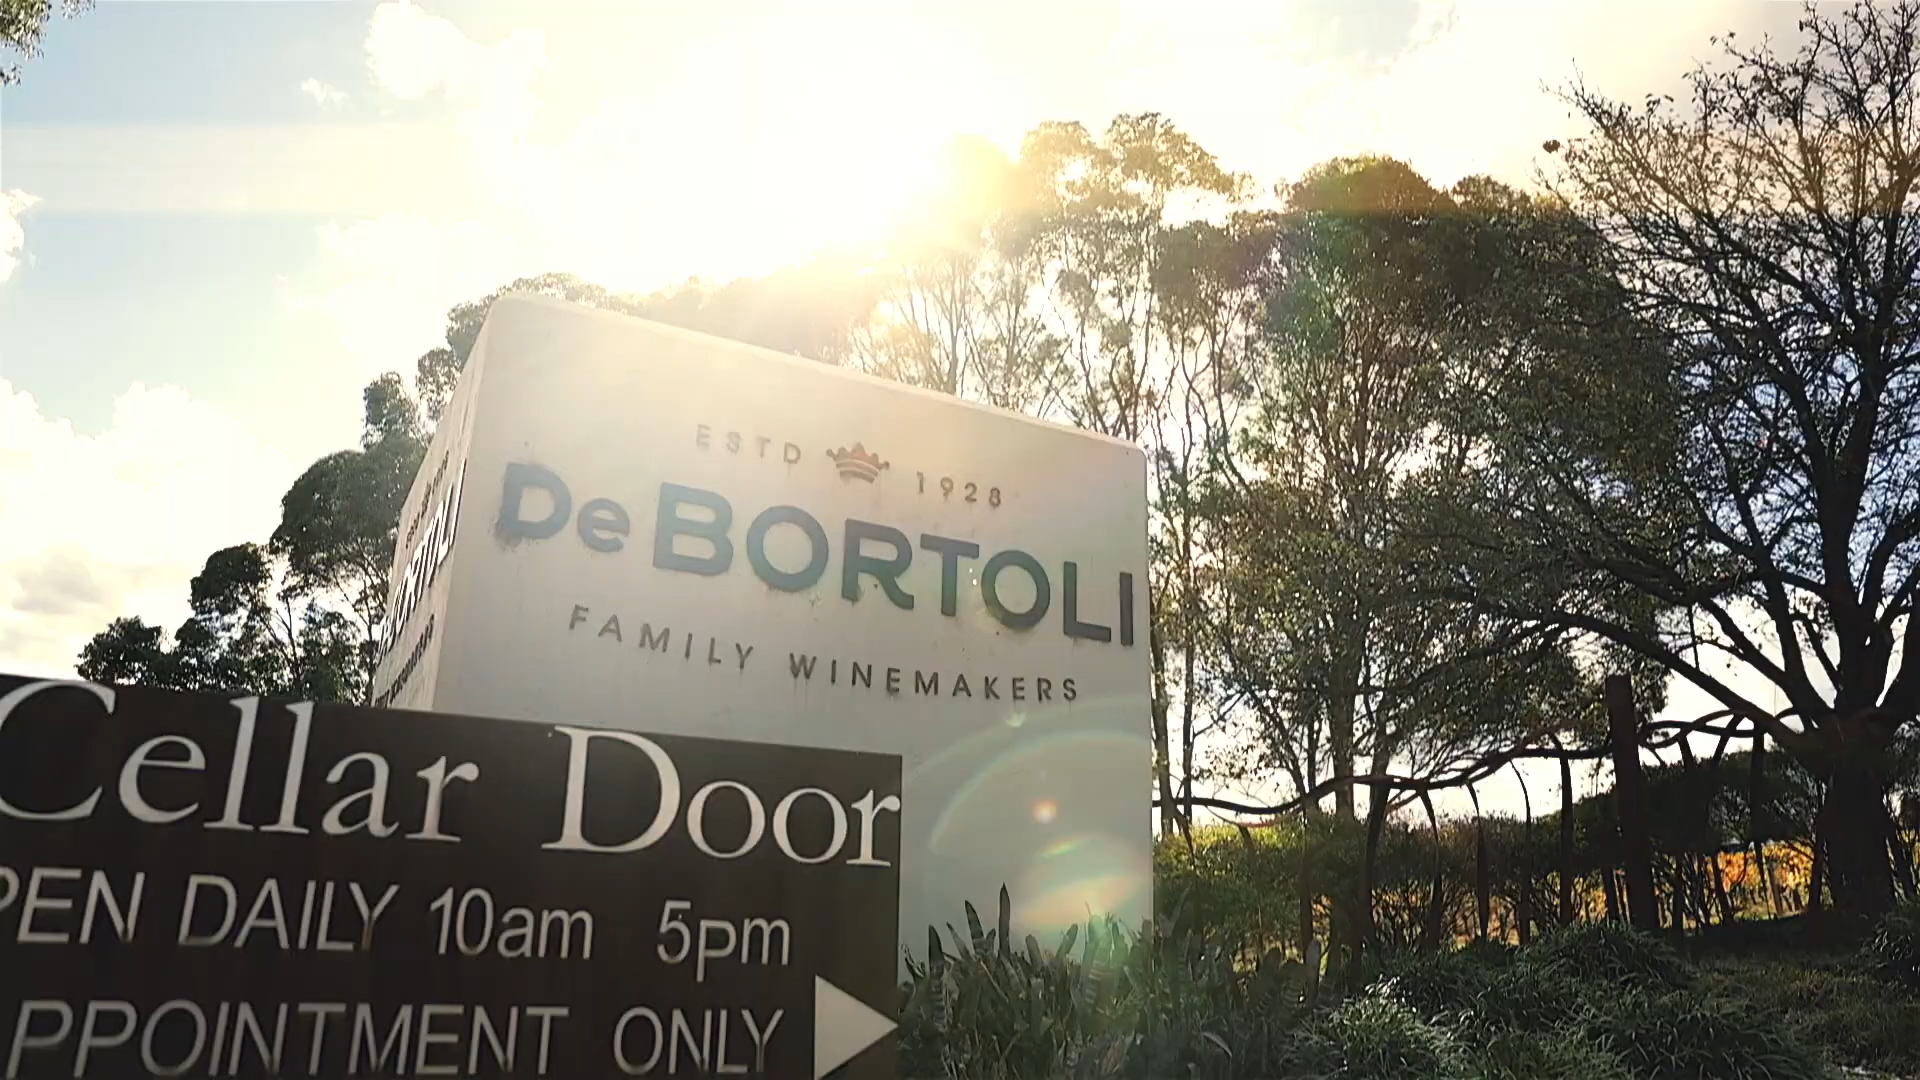 ESTD 1928
De BORTOLI
FAMILY WINEMAKERS
Cellar Door
PEN DAILY 10am 5pm
PPOINTMENT ONLY